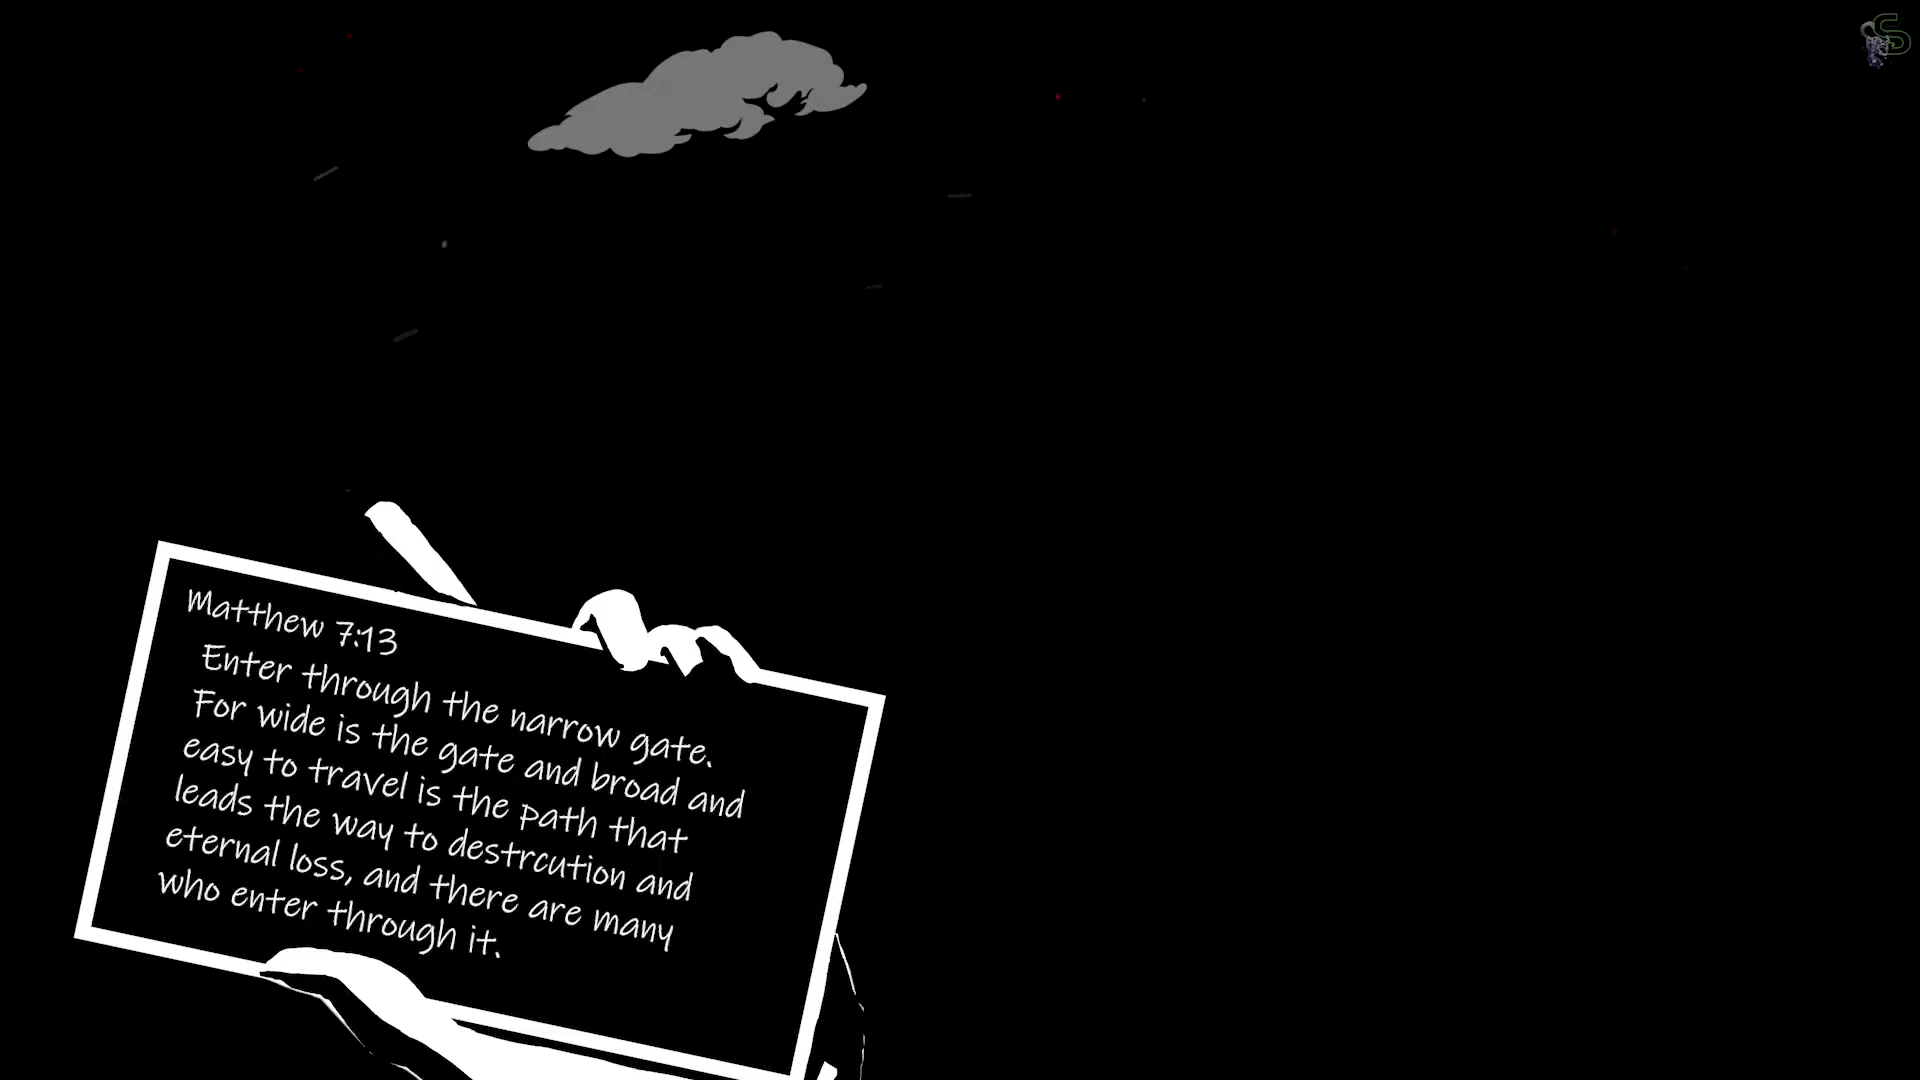 Matthew 7:13
Enter through the narrow gate.
For wide is the gate and broad and
easy to travel is the path that
leads the way to destrcution and
eternal loss, and there are many
who enter through it.